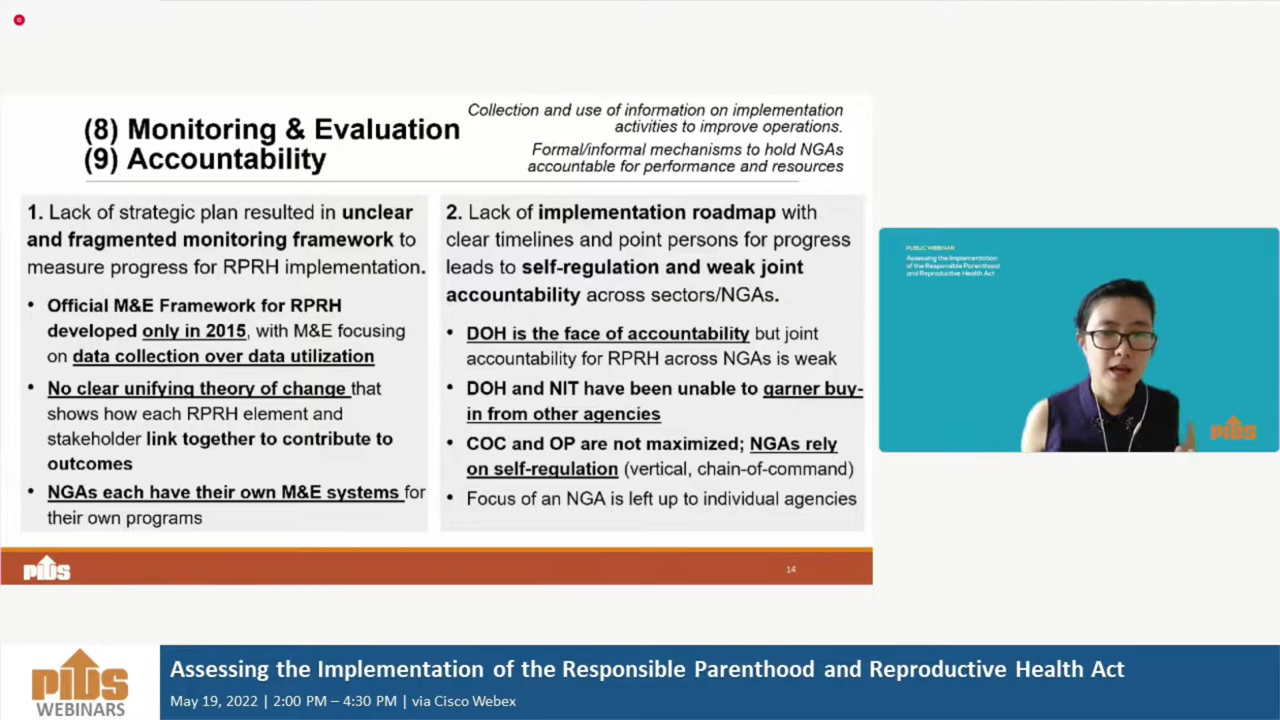 (8) Monitoring & Evaluation
(9) Accountability
Collection and use of information on implementation
activities to improve operations.
Formal/informal mechanisms to hold NGAs
accountable for performance and resources
1. Lack of strategic plan resulted in unclear
and fragmented monitoring framework to
measure progress for RPRH implementation.
• Official M&E Framework for RPRH
developed only in 2015, with M&E focusing
on data collection over data utilization
• No clear unifying theory of change that
shows how each RPRH element and
stakeholder link together to contribute to
outcomes
• NGAs each have their own M&E systems for
their own programs
2. Lack of implementation roadmap with
clear timelines and point persons for progress
leads to self-regulation and weak joint
accountability across sectors/NGAs.
• DOH is the face of accountability but joint
accountability for RPRH across NGAs is weak
• DOH and NIT have been unable to garner buy-
in from other agencies
• COC and OP are not maximized; NGAs rely
on self-regulation (vertical, chain-of-command)
• Focus of an NGA is left up to individual agencies
PIDS
14
PUBLIC WEBINAR
Assessing the Implementation
of the Responsible Parenthood
and Reproductive Health Act
PIDS
PIDS
WEBINARS
Assessing the Implementation of the Responsible Parenthood and Reproductive Health Act
May 19, 2022 | 2:00 PM – 4:30 PM | via Cisco Webex